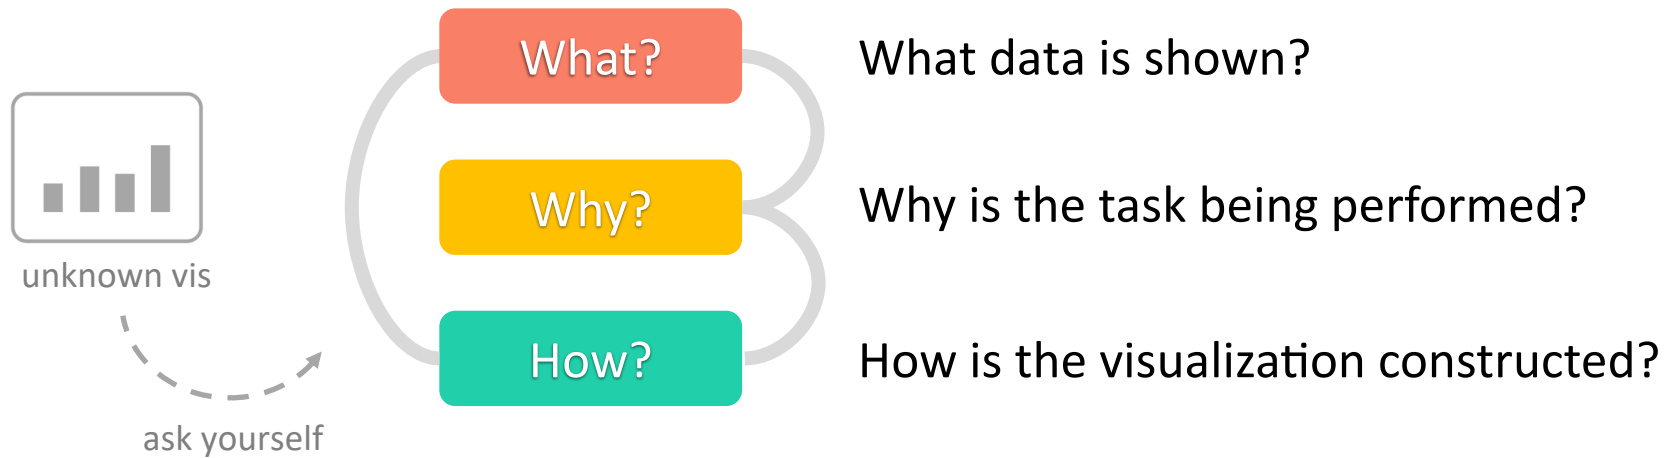 What?
What data is shown?
Why?
Why is the task being performed?
How?
How is the visualization constructed?
unknown vis
ask yourself